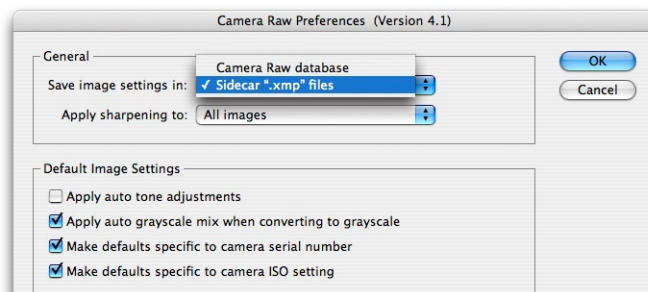 Camera Raw Preferences (Version 4.1)
General
Camera Raw database
Save image settings in: ✓ Sidecar “.xmp” files
Apply sharpening to: All images
OK
Cancel
Default Image Settings
Apply auto tone adjustments
Apply auto grayscale mix when converting to grayscale
Make defaults specific to camera serial number
Make defaults specific to camera ISO setting